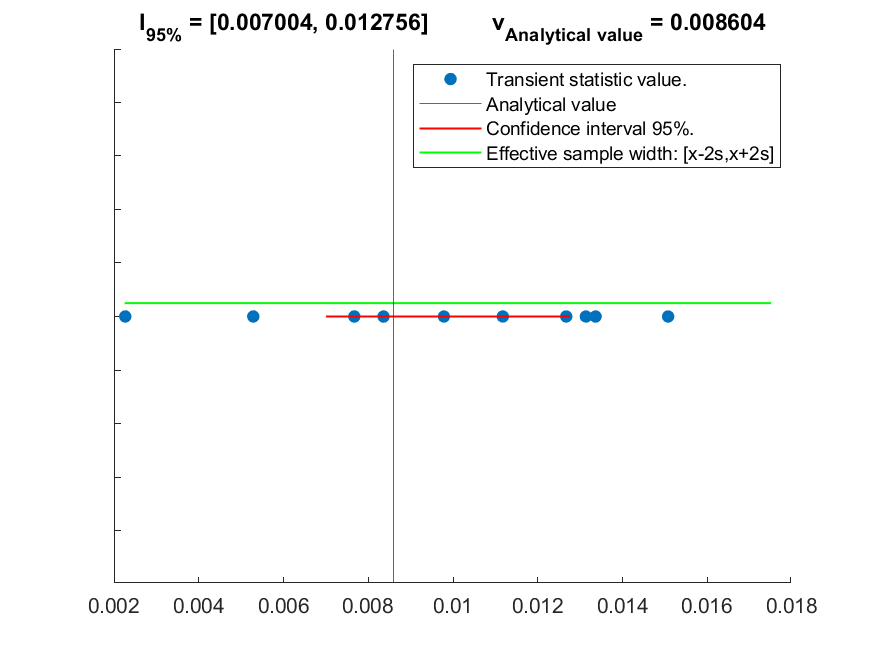 I95% = [0.007004, 0.012756] vAnalytical value = 0.008604
Transient statistic value.
Analytical value
Confidence interval 95%.
Effective sample width: [x-2s,x+2s]
0.002 0.004 0.006 0.008 0.01 0.012 0.014 0.016 0.018